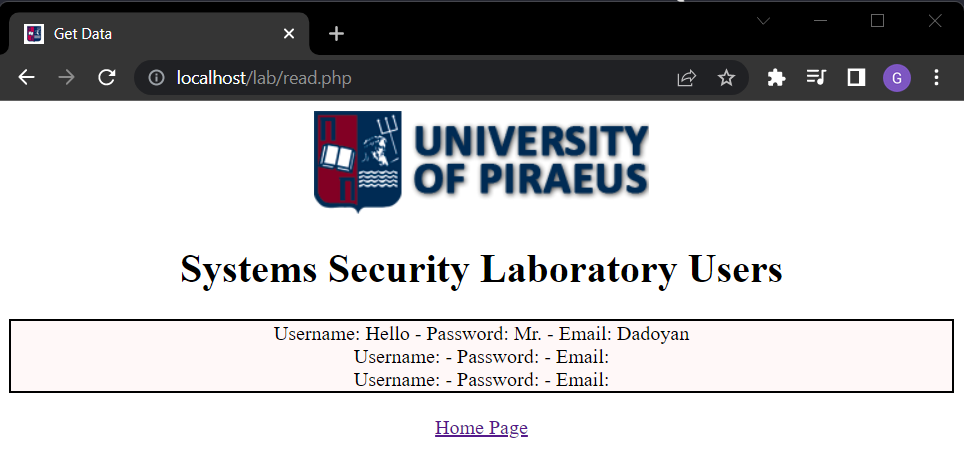 Get Data
localhost/lab/read.php
G
UNIVERSITY
OF PIRAEUS
Systems Security Laboratory Users
Username: Hello - Password: Mr. - Email: Dadoyan
Username: - Password: - Email:
Username: - Password: - Email:
Home Page